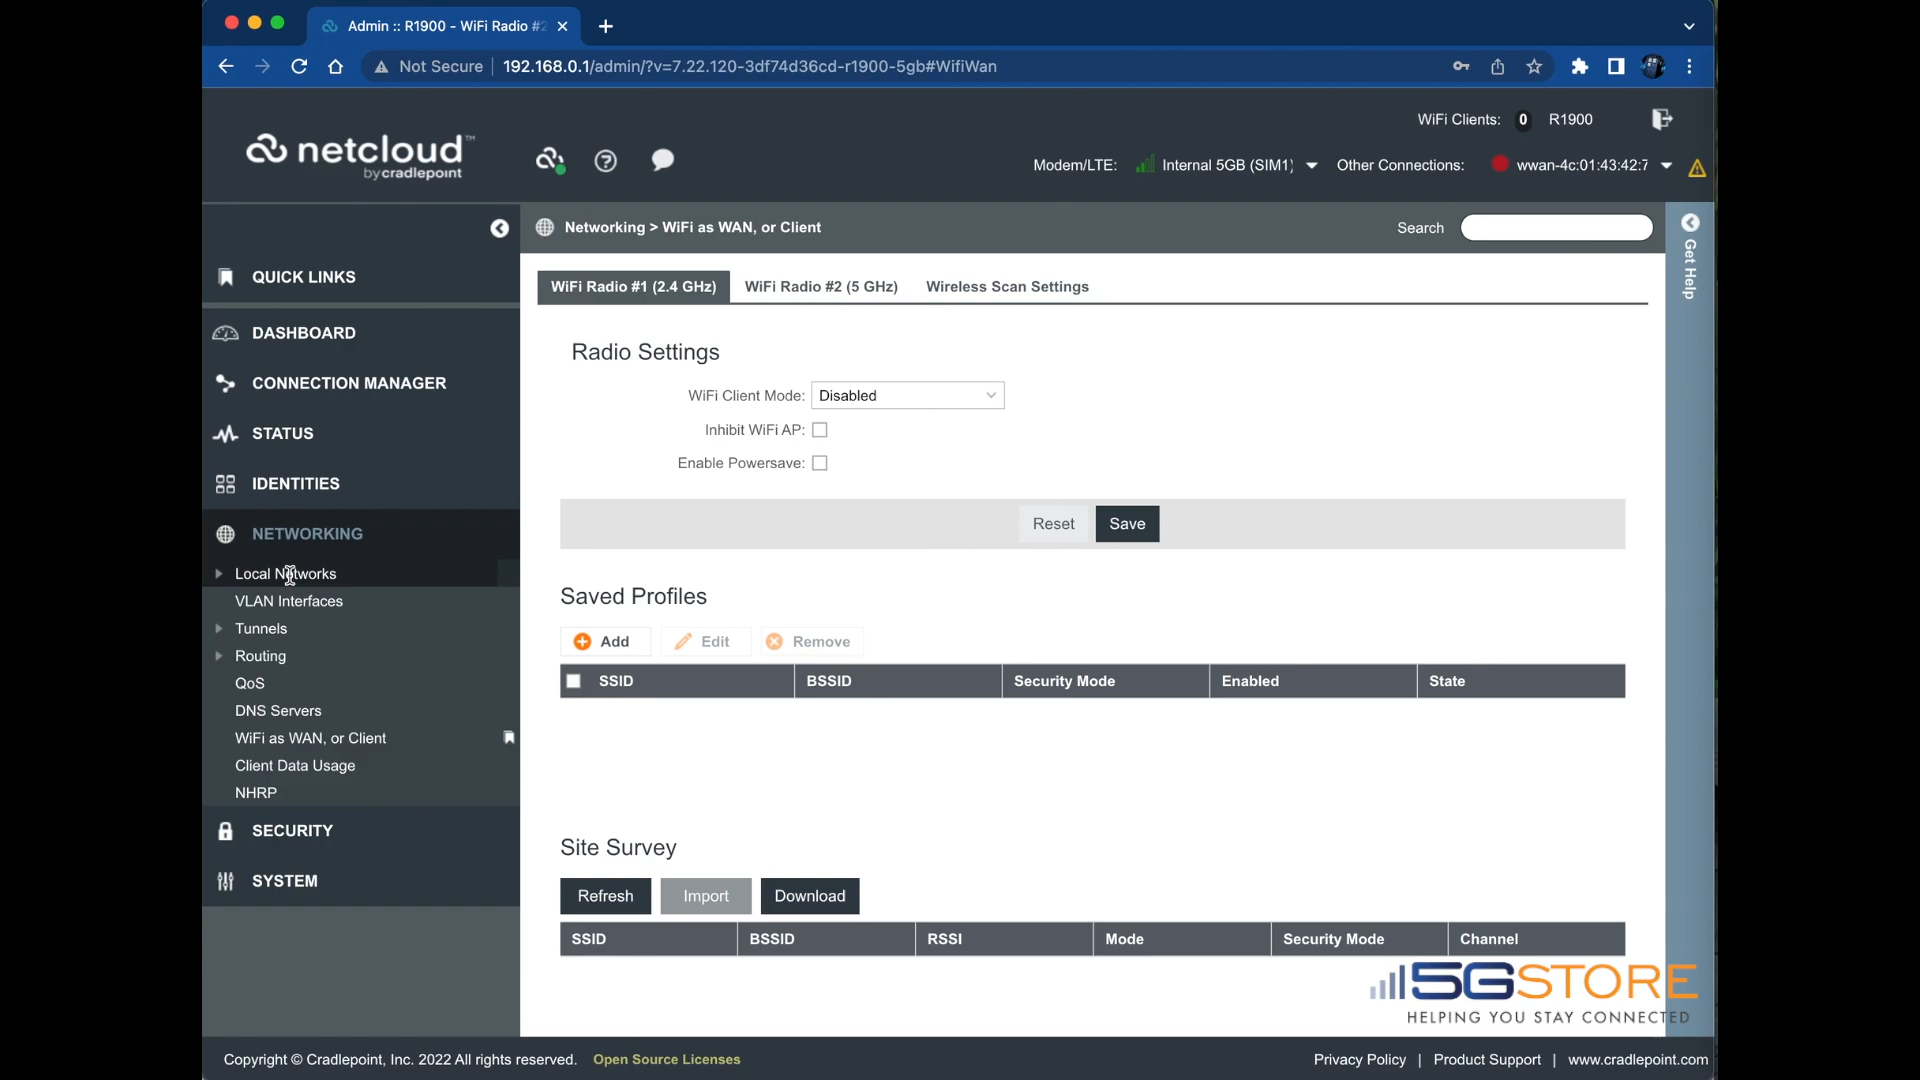 Admin :: R1900 - WiFi Radio #2
Not Secure 192.168.0.1/admin/?v=7.22.120-3df74d36cd-r1900-5gb#WifiWan
WiFi Clients: 0 R1900
netcloud™
by cradlepoint
Modem/LTE: Internal 5GB (SIM1) Other Connections: wwan-4c:01:43:42:7
Networking > WiFi as WAN, or Client
Search
Get Help
QUICK LINKS
DASHBOARD
CONNECTION MANAGER
STATUS
IDENTITIES
NETWORKING
Local Networks
VLAN Interfaces
Tunnels
Routing
QoS
DNS Servers
WiFi as WAN, or Client
Client Data Usage
NHRP
SECURITY
SYSTEM
WiFi Radio #1 (2.4 GHz) WiFi Radio #2 (5 GHz) Wireless Scan Settings
Radio Settings
WiFi Client Mode: Disabled
Inhibit WiFi AP:
Enable Powersave:
Reset Save
Saved Profiles
Add Edit Remove
SSID BSSID Security Mode Enabled State
Site Survey
Refresh Import Download
SSID BSSID RSSI Mode Security Mode Channel
5GSTORE
HELPING YOU STAY CONNECTED
Copyright © Cradlepoint, Inc. 2022 All rights reserved. Open Source Licenses
Privacy Policy | Product Support | www.cradlepoint.com